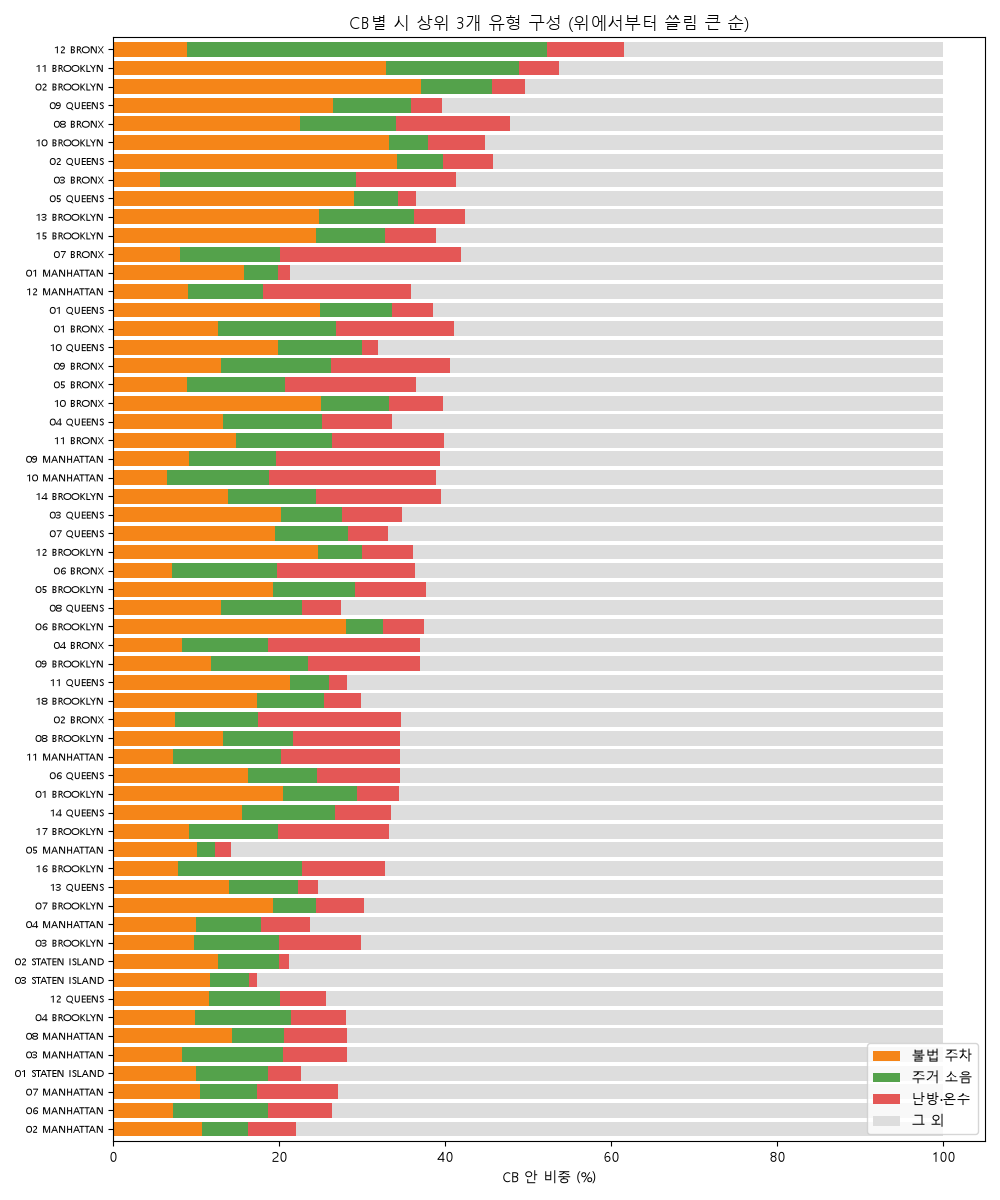 CB별 시 상위 3개 유형 구성 (위에서부터 쏠림 큰 순)
12 BRONX
11 BROOKLYN
02 BROOKLYN
09 QUEENS
08 BRONX
10 BROOKLYN
02 QUEENS
03 BRONX
05 QUEENS
13 BROOKLYN
15 BROOKLYN
07 BRONX
01 MANHATTAN
12 MANHATTAN
01 QUEENS
01 BRONX
10 QUEENS
09 BRONX
05 BRONX
10 BRONX
04 QUEENS
11 BRONX
09 MANHATTAN
10 MANHATTAN
14 BROOKLYN
03 QUEENS
07 QUEENS
12 BROOKLYN
06 BRONX
05 BROOKLYN
08 QUEENS
06 BROOKLYN
04 BRONX
09 BROOKLYN
11 QUEENS
18 BROOKLYN
02 BRONX
08 BROOKLYN
11 MANHATTAN
06 QUEENS
01 BROOKLYN
14 QUEENS
17 BROOKLYN
05 MANHATTAN
16 BROOKLYN
13 QUEENS
07 BROOKLYN
04 MANHATTAN
03 BROOKLYN
02 STATEN ISLAND
03 STATEN ISLAND
12 QUEENS
04 BROOKLYN
08 MANHATTAN
03 MANHATTAN
01 STATEN ISLAND
07 MANHATTAN
06 MANHATTAN
02 MANHATTAN
불법 주차
주거 소음
난방·온수
그 외
0 20 40 60 80 100
CB 안 비중 (%)